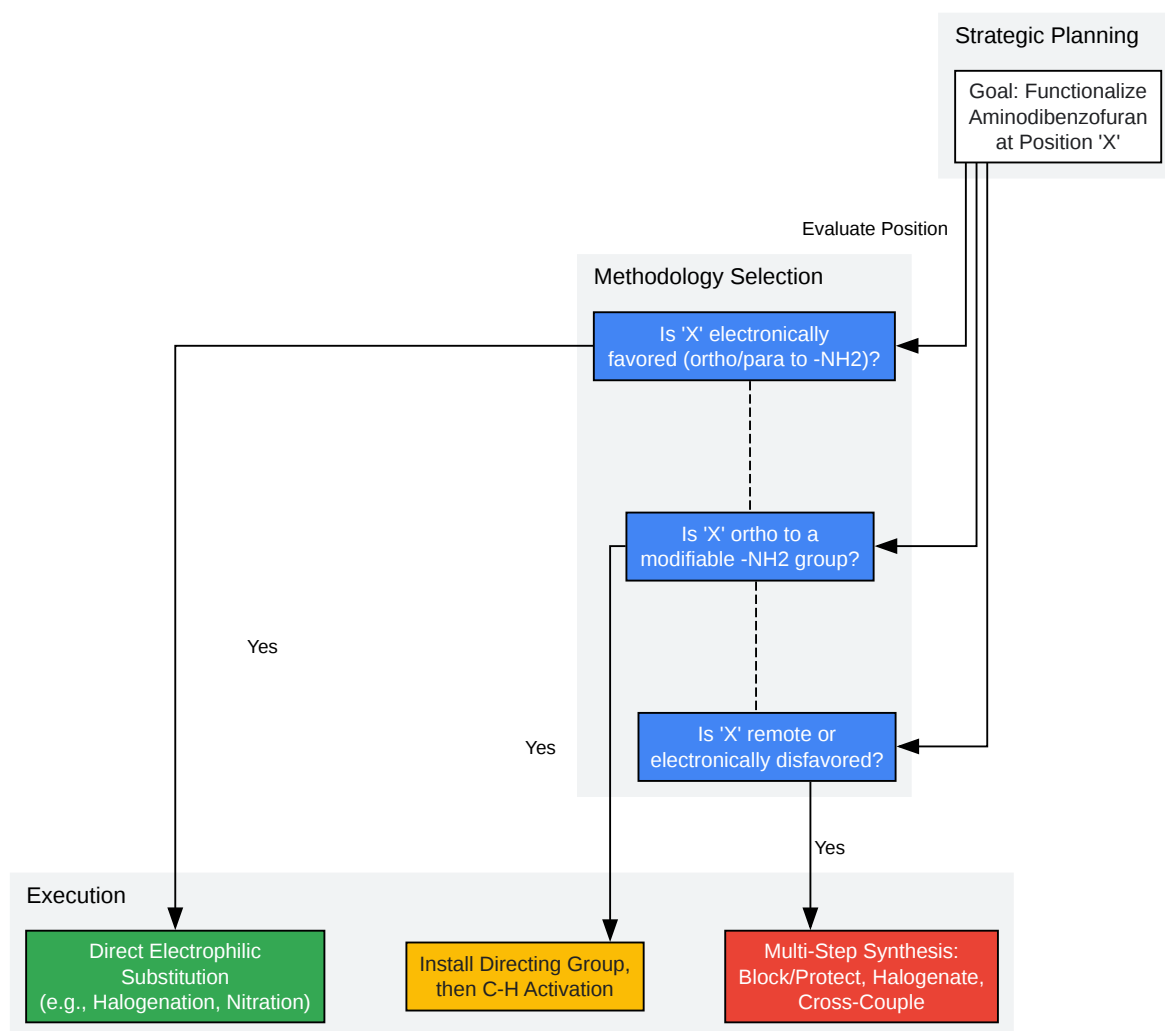 Strategic Planning
Goal: Functionalize
Aminodibenzofuran
at Position 'X'
Evaluate Position
Methodology Selection
Is 'X' electronically
favored (ortho/para to -NH2)?
Is 'X' ortho to a
modifiable -NH2 group?
Yes
Is 'X' remote or
electronically disfavored?
Yes
Yes
Execution
Direct Electrophilic
Substitution
(e.g., Halogenation, Nitration)
Install Directing Group,
then C-H Activation
Multi-Step Synthesis:
Block/Protect, Halogenate,
Cross-Couple